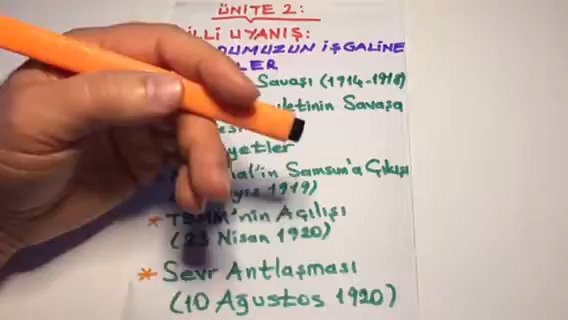 ÜNİTE 2:
İLLİ UYANIŞ:
DUMUZUN İŞGALİNE
LER
Savaşı (1914-1918)
letinin Savaşa
yetler
al'in Samsun'a Çıkışı
yıs 1919)
* TBMM'nin Açılışı
(23 Nisan 1920)
* Sevr Antlaşması
(10 Ağustos 1920)